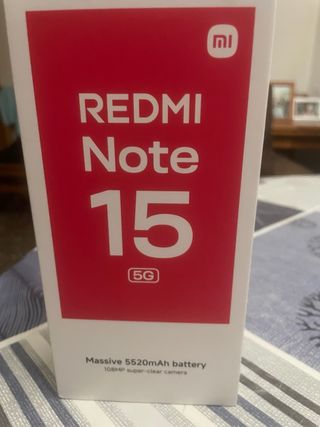 mi
REDMI
Note
15
5G
Massive 5520mAh battery
108MP super-clear camera